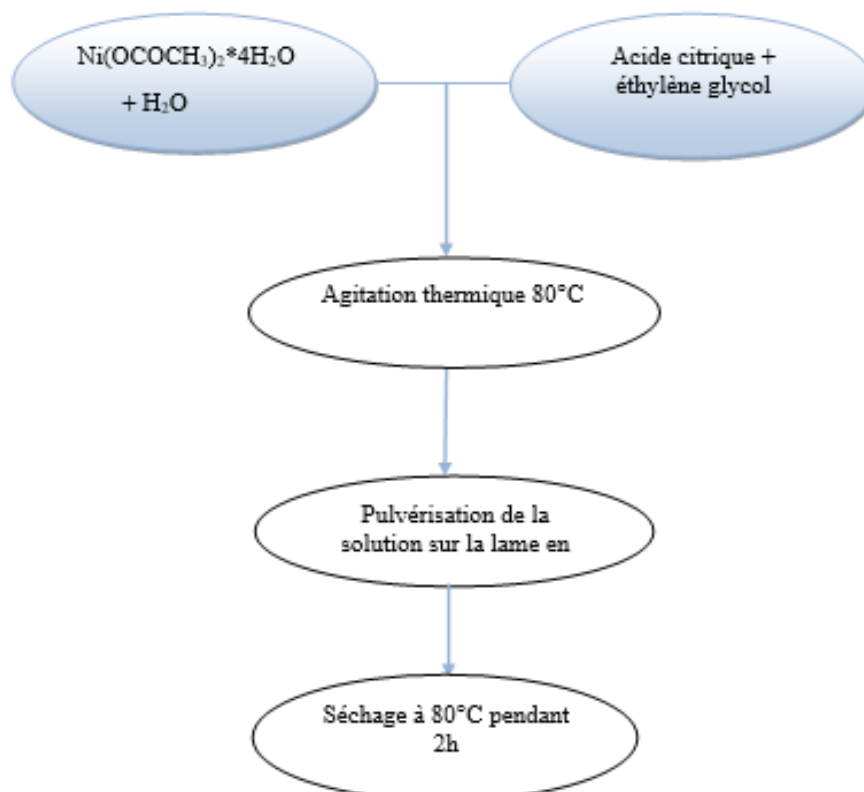 Ni(OCOCH₃)₂*4H₂O
+ H₂O
Acide citrique +
éthylène glycol
Agitation thermique 80°C
Pulvérisation de la
solution sur la lame en
Séchage à 80°C pendant
2h